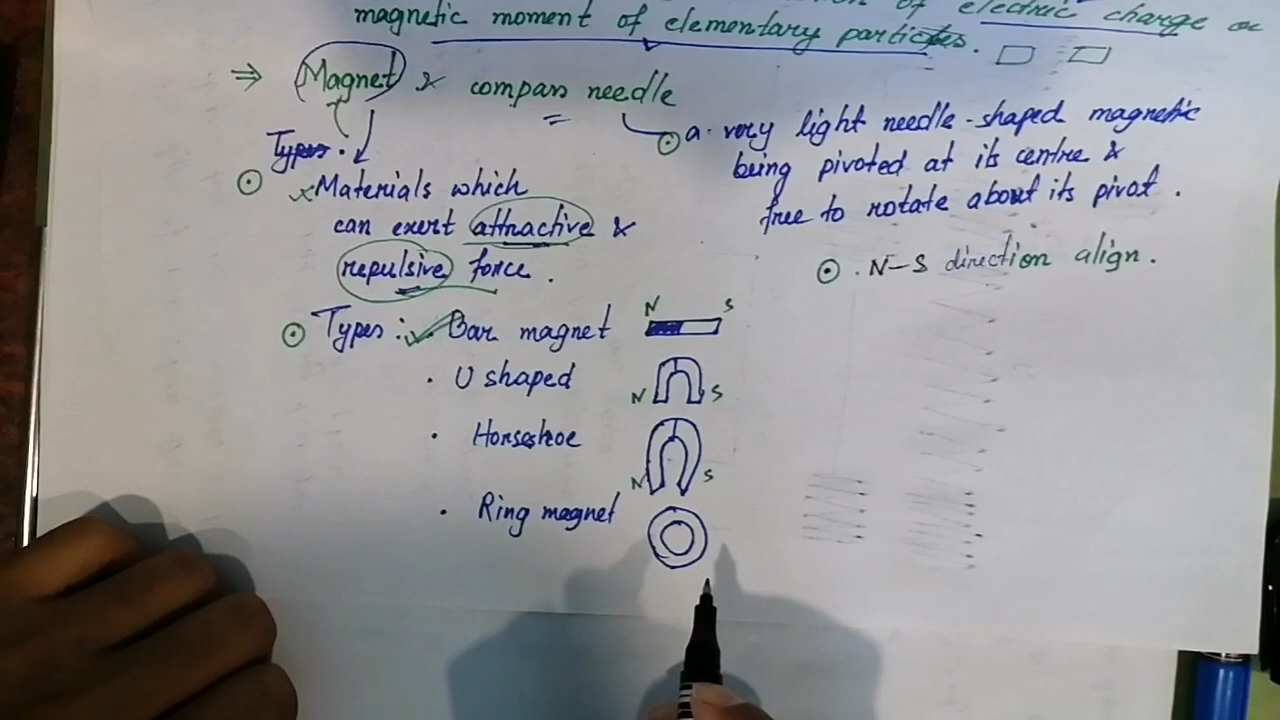 of electric charge or
magnetic moment of elementary particles.
⇒ Magnet & compass needle
Types.
Materials which
can exert attractive &
repulsive force.
a very light needle-shaped magnetic
being pivoted at its centre &
free to rotate about its pivot.
N-S direction align.
Types: Bar magnet N S
U shaped N S
Horseshoe N S
Ring magnet